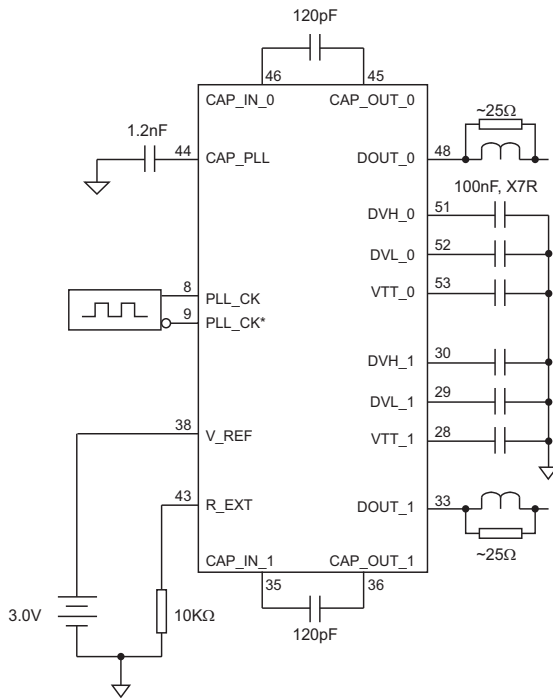 120pF
46 45
CAP_IN_0 CAP_OUT_0
~25Ω
1.2nF
44 CAP_PLL DOUT_0 48
100nF, X7R
DVH_0 51
DVL_0 52
VTT_0 53
8 PLL_CK
9 PLL_CK*
DVH_1 30
DVL_1 29
VTT_1 28
38 V_REF
43 R_EXT
DOUT_1 33
CAP_IN_1 CAP_OUT_1
35 36
~25Ω
3.0V
10KΩ
120pF